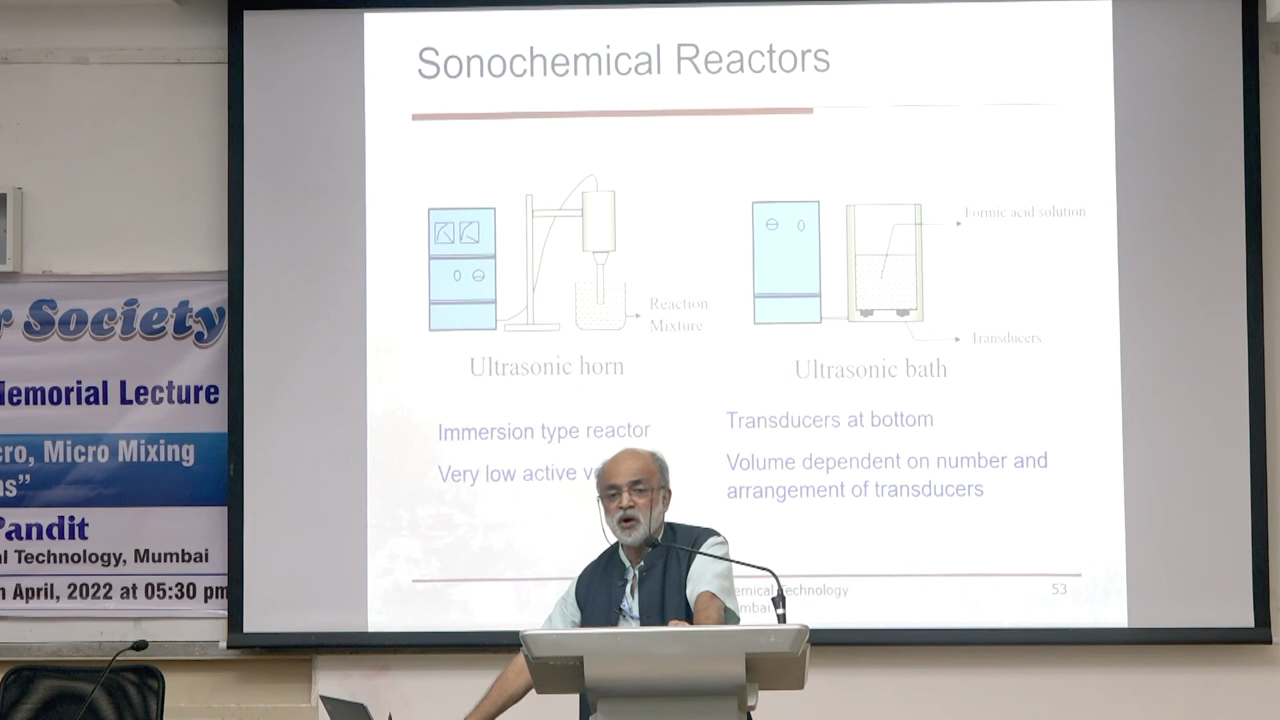 Sonochemical Reactors
Formic acid solution
Reaction
Mixture
Transducers
Ultrasonic horn
Ultrasonic bath
Immersion type reactor
Very low active
Transducers at bottom
Volume dependent on number and
arrangement of transducers
Technology
53
Society
Memorial Lecture
Micro Mixing
Pandit
Technology, Mumbai
April, 2022 at 05:30 pm